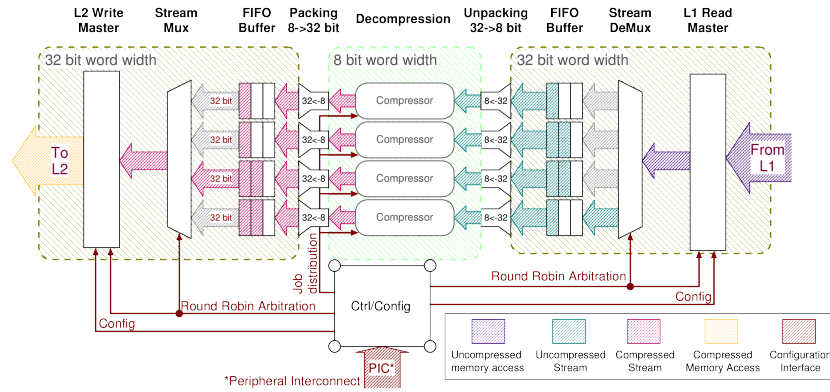 L2 Write
Master
Stream
Mux
FIFO
Buffer
Packing
8->32 bit
Decompression
Unpacking
32->8 bit
FIFO
Buffer
Stream
DeMux
L1 Read
Master
32 bit word width
8 bit word width
32 bit word width
32 bit
32<-8
Compressor
8<-32
32 bit
32<-8
Compressor
8<-32
To
L2
From
L1
32 bit
32<-8
Compressor
8<-32
32 bit
32<-8
Compressor
8<-32
Job
distribution
Ctrl/Config
Round Robin Arbitration
Config
Round Robin Arbitration
Config
PIC*
*Peripheral Interconnect
Uncompressed
memory access
Uncompressed
Stream
Compressed
Stream
Compressed
Memory Access
Configuration
Interface